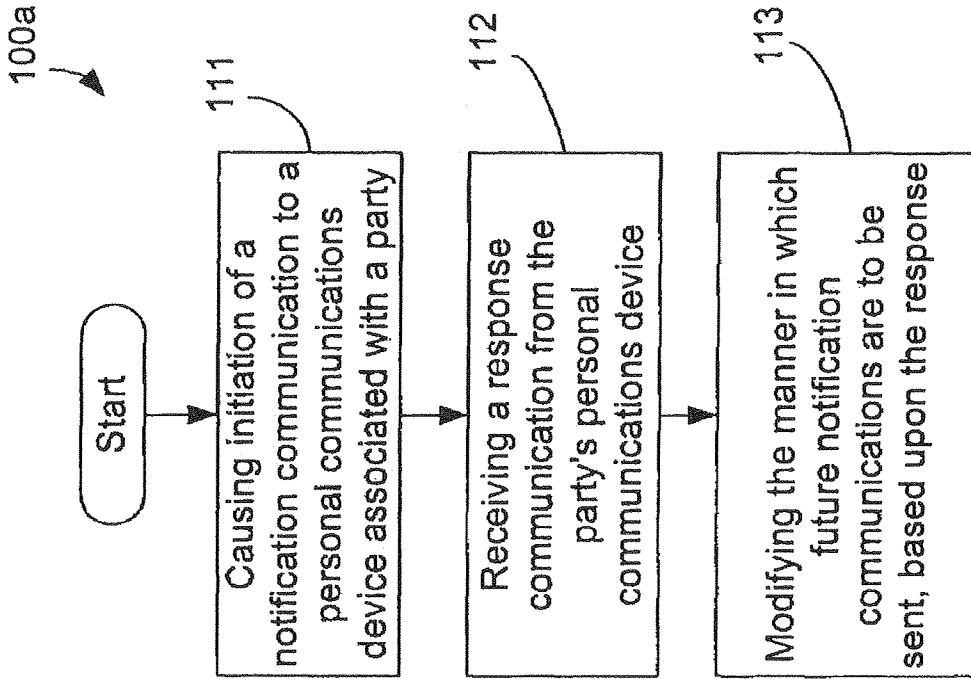 100a
Start
111
Causing initiation of a
notification communication to a
personal communications
device associated with a party
112
Receiving a response
communication from the
party's personal
communications device
113
Modifying the manner in which
future notification
communications are to be
sent, based upon the response